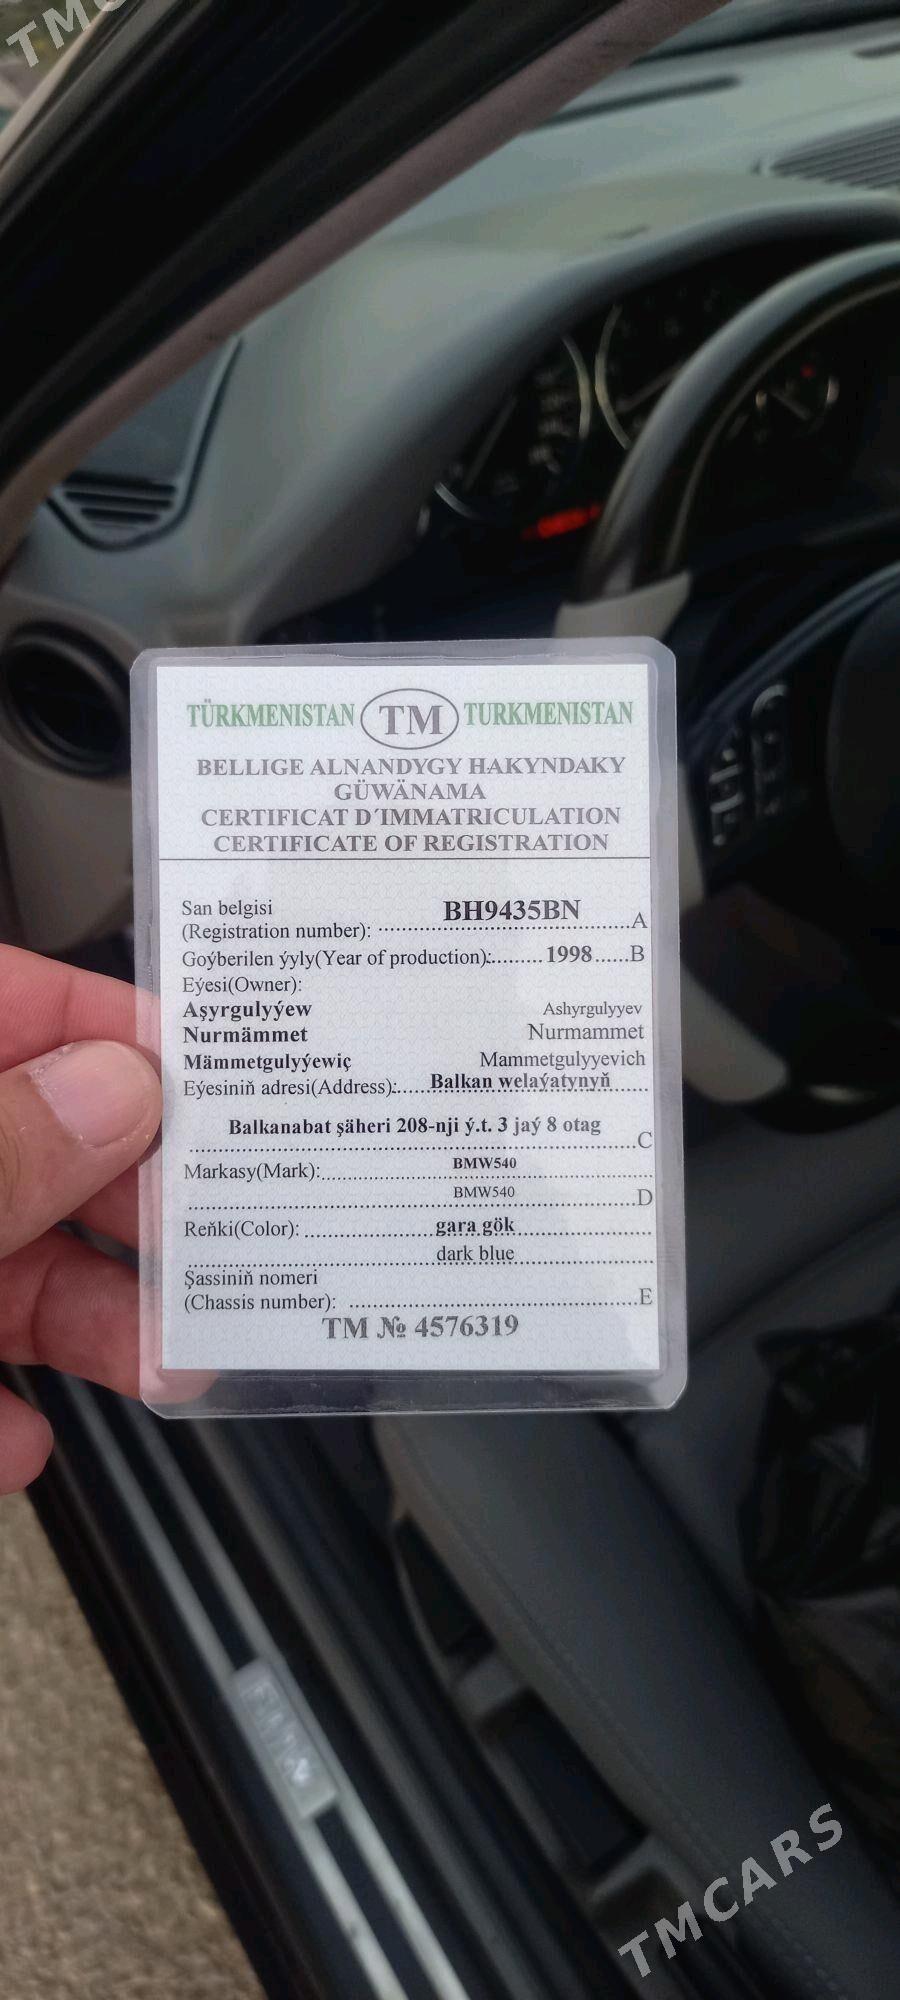 TMC
TÜRKMENISTAN TM TURKMENISTAN
BELLIGE ALNANDYGY HAKYNDAKY
GÜWÄNAMA
CERTIFICAT D´IMMATRICULATION
CERTIFICATE OF REGISTRATION
San belgisi
(Registration number): BH9435BN A
Goýberilen ýyly(Year of production): 1998 B
Eýesi(Owner):
Aşyrgulyýew Ashyrgulyyev
Nurmämmet Nurmammet
Mämmetgulyýewiç Mammetgulyyevich
Eýesiniň adresi(Address): Balkan welaýatynyň
Balkanabat şäheri 208-nji ý.t. 3 jaý 8 otag C
Markasy(Mark): BMW540
BMW540 D
Reňki(Color): gara gök
dark blue
Şassiniň nomeri
(Chassis number): E
TM № 4576319
TMCARS